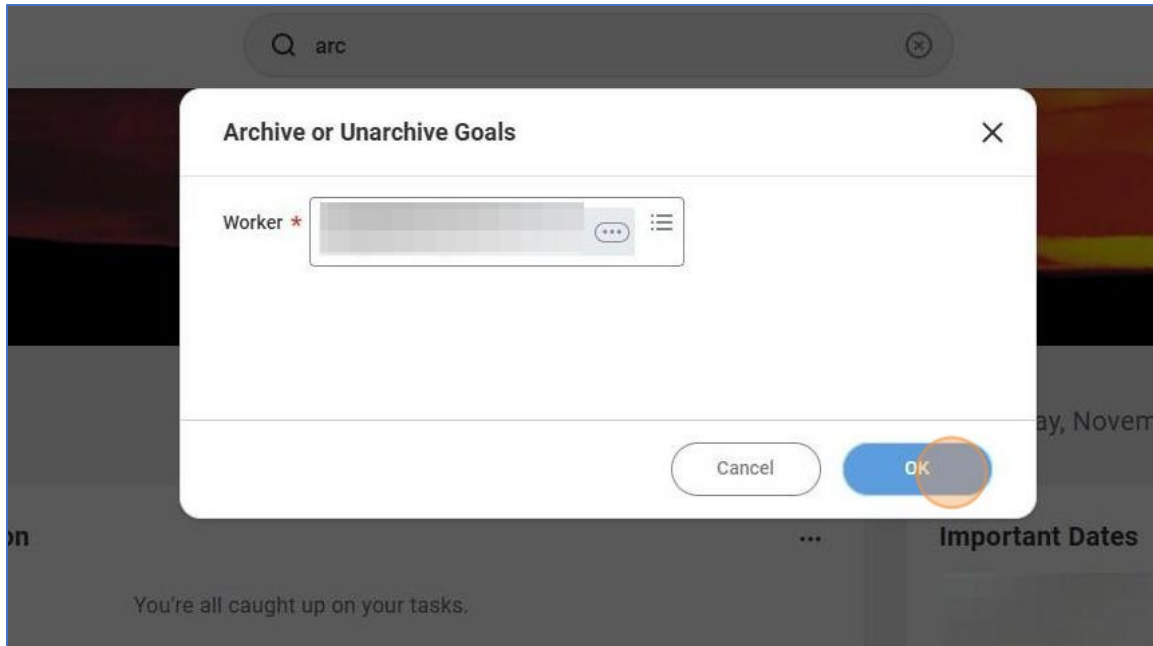 arc
Archive or Unarchive Goals
Worker *
ay, Novem
Cancel
OK
on
Important Dates
You're all caught up on your tasks.